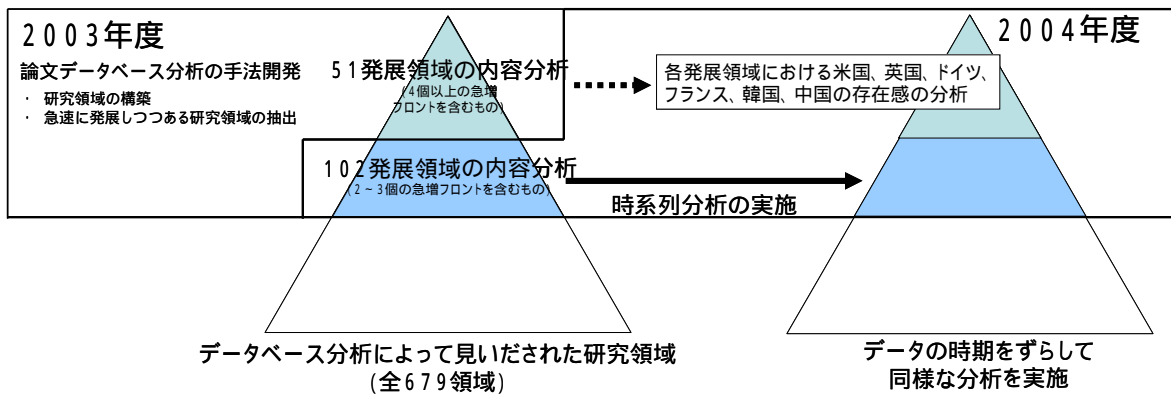 2003年度
論文データベース分析の手法開発
・ 研究領域の構築
・ 急速に発展しつつある研究領域の抽出
51発展領域の内容分析
(4個以上の急増
フロントを含むもの)
102発展領域の内容分析
(2~3個の急増フロントを含むもの)
データベース分析によって見いだされた研究領域
(全679領域)
各発展領域における米国、英国、ドイツ、
フランス、韓国、中国の存在感の分析
時系列分析の実施
2004年度
データの時期をずらして
同様な分析を実施